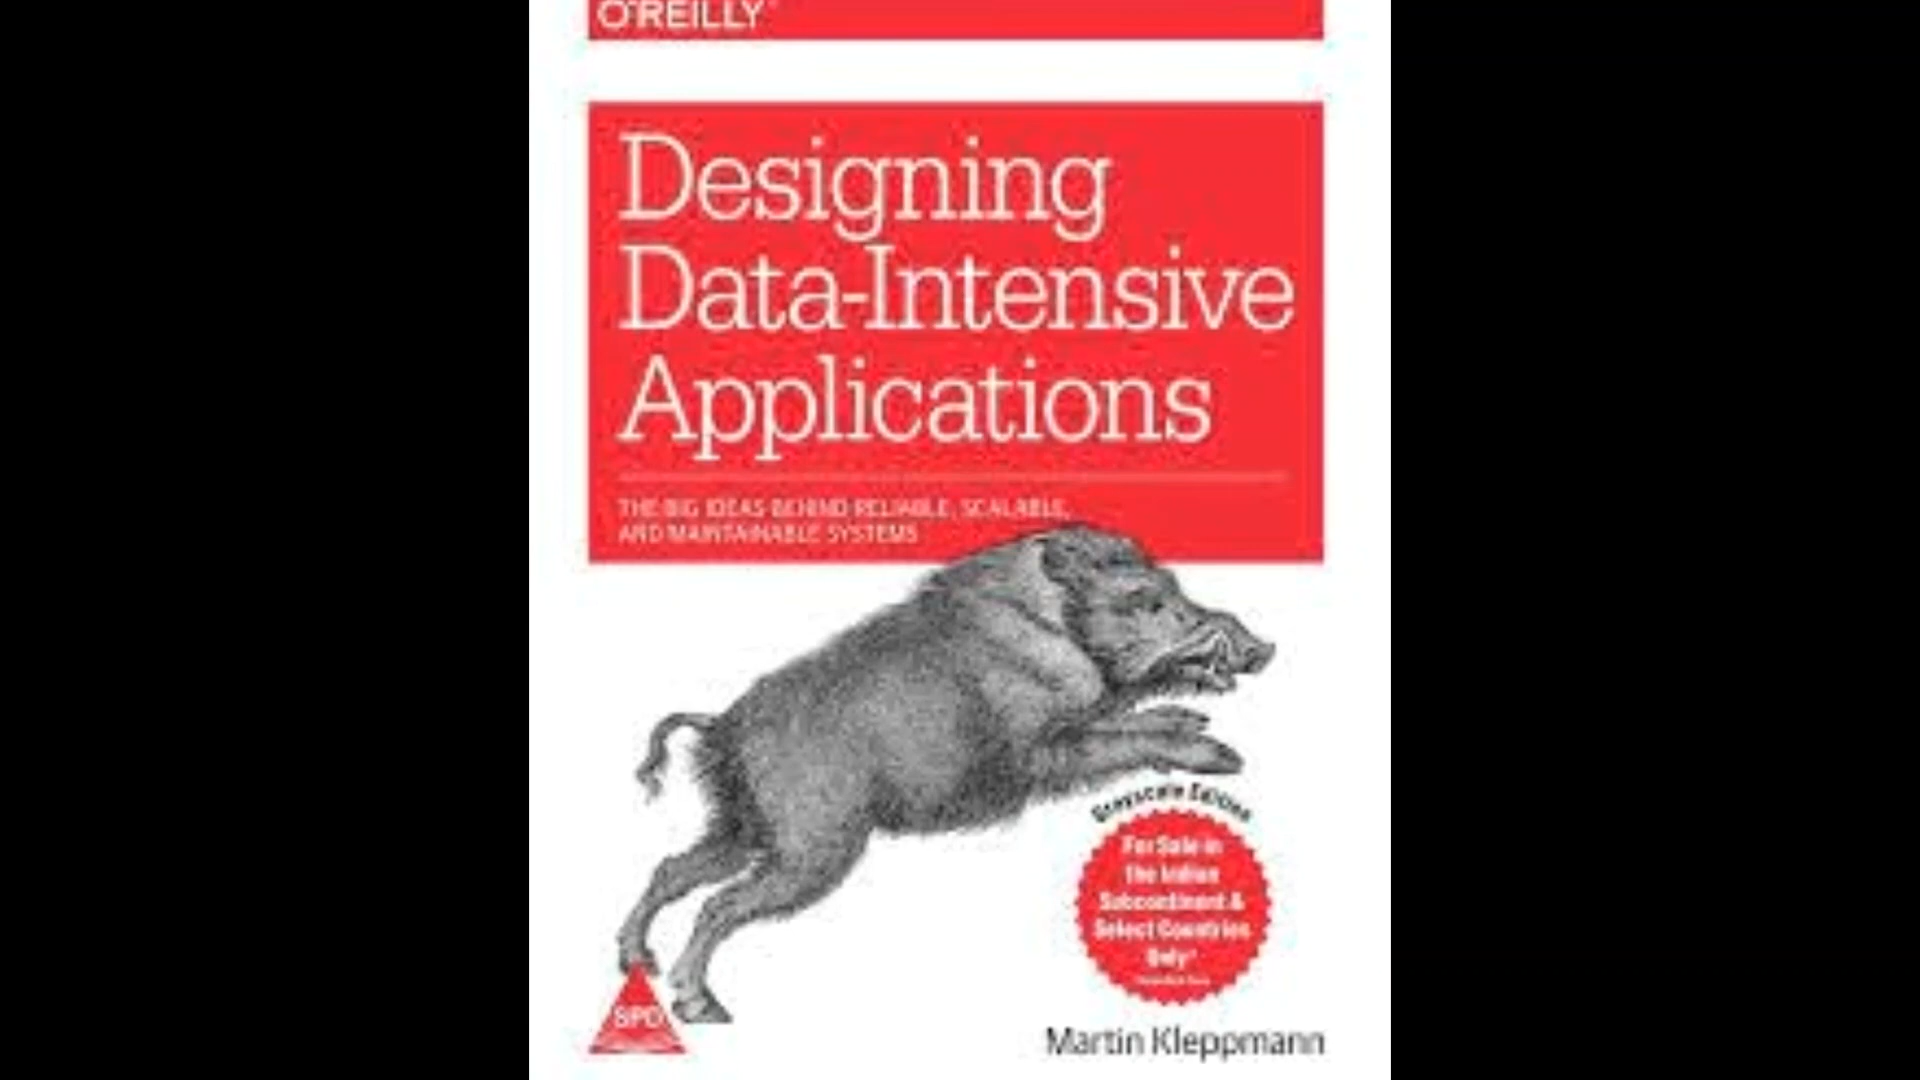 O'REILLY
Designing
Data-Intensive
Applications
THE BIG IDEAS BEHIND RELIABLE, SCALABLE,
AND MAINTAINABLE SYSTEMS
Grayscale Edition
For Sale in
the Indian
Subcontinent &
Select Countries
Only*
SPD
Martin Kleppmann